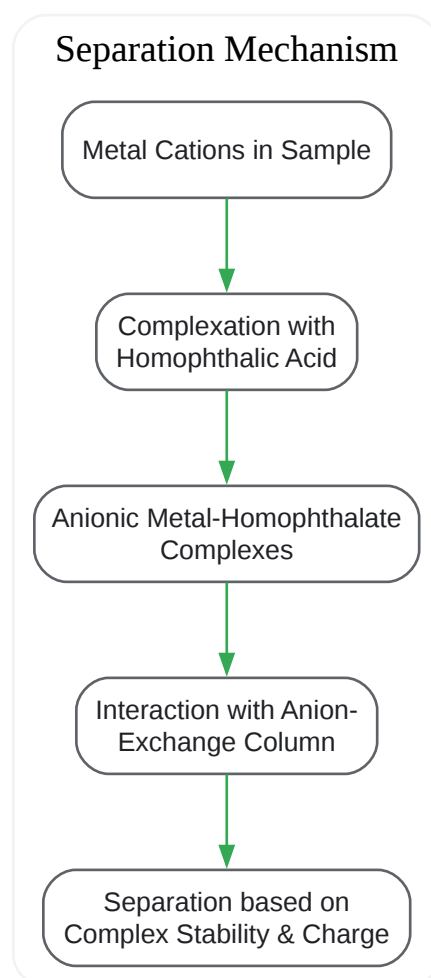 Separation Mechanism
Metal Cations in Sample
Complexation with
Homophthalic Acid
Anionic Metal-Homophthalate
Complexes
Interaction with Anion-
Exchange Column
Separation based on
Complex Stability & Charge